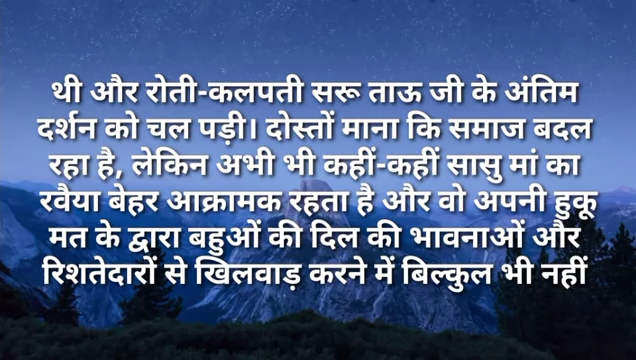 थी और रोती-कलपती सरू ताऊ जी के अंतिम
दर्शन को चल पड़ी। दोस्तों माना कि समाज बदल
रहा है, लेकिन अभी भी कहीं-कहीं सासु मां का
रवैया बेहर आक्रामक रहता है और वो अपनी हुकू
मत के द्वारा बहुओं की दिल की भावनाओं और
रिशतेदारों से खिलवाड़ करने में बिल्कुल भी नहीं